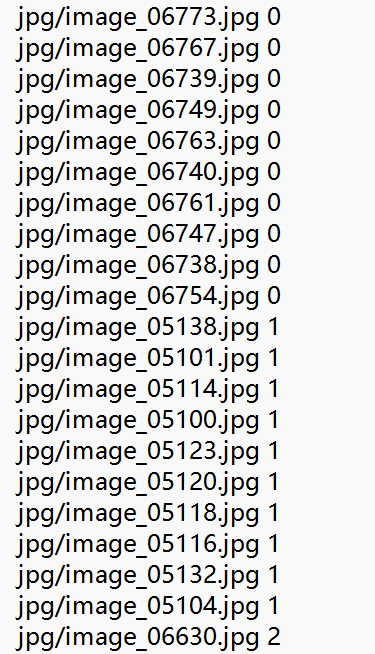 jpg/image_06773.jpg 0
jpg/image_06767.jpg 0
jpg/image_06739.jpg 0
jpg/image_06749.jpg 0
jpg/image_06763.jpg 0
jpg/image_06740.jpg 0
jpg/image_06761.jpg 0
jpg/image_06747.jpg 0
jpg/image_06738.jpg 0
jpg/image_06754.jpg 0
jpg/image_05138.jpg 1
jpg/image_05101.jpg 1
jpg/image_05114.jpg 1
jpg/image_05100.jpg 1
jpg/image_05123.jpg 1
jpg/image_05120.jpg 1
jpg/image_05118.jpg 1
jpg/image_05116.jpg 1
jpg/image_05132.jpg 1
jpg/image_05104.jpg 1
jpg/image_06630.jpg 2